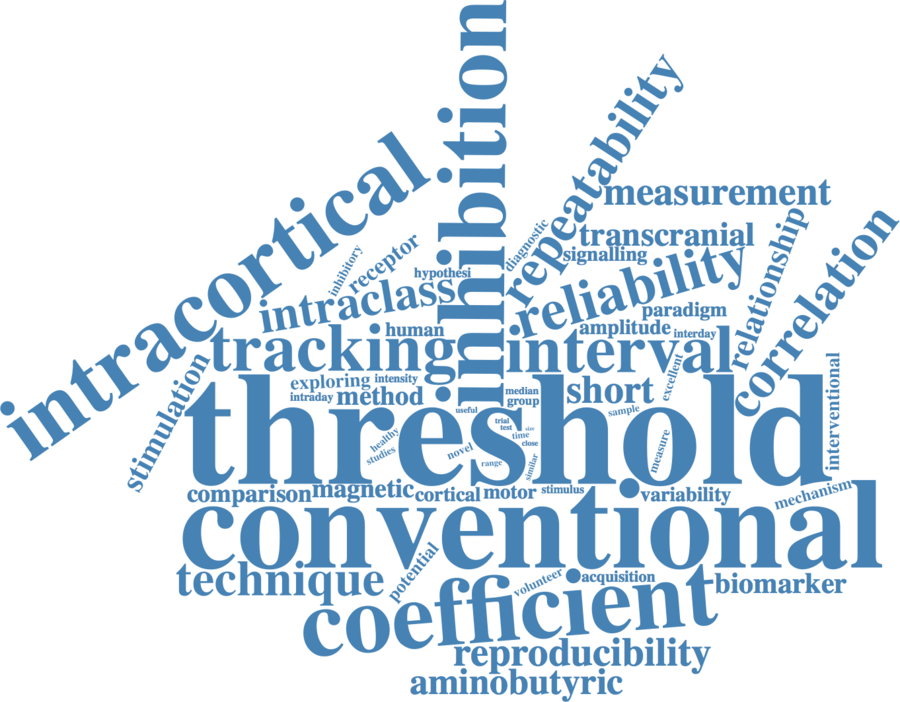 inhibition
intracortical
repeatability
measurement
transcranial
relationship
correlation
diagnostic
signalling
inhibitory
receptor
hypothesi
intraclass
reliability
paradigm
amplitude
interday
human
tracking
interval
stimulation
exploring
intensity
intraday
method
median
group
short
excellent
interventional
threshold
useful
sample
trial
test
size
time
close
healthy
studies
novel
range
similar
measure
comparison
magnetic
cortical
motor
stimulus
variability
mechanism
conventional
technique
potential
volunteer
acquisition
biomarker
coefficient
reproducibility
aminobutyric